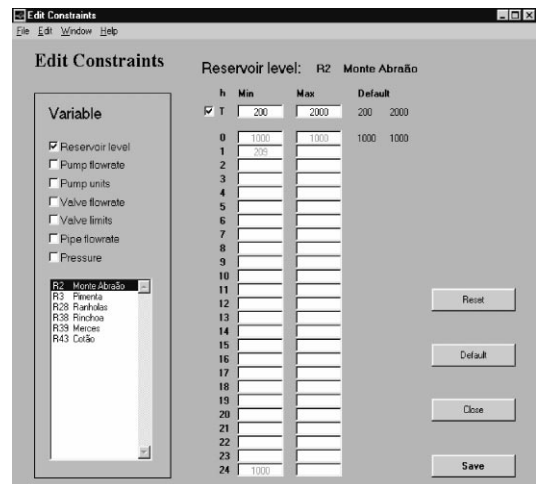 Edit Constraints
File Edit Window Help
Edit Constraints
Reservoir level: R2 Monte Abraão
h Min Max Default
T 200 2000 200 2000
0 1000 1000 1000 1000
1 209
2
3
4
5
6
7
8
9
10
11
12
13
14
15
16
17
18
19
20
21
22
23
24 1000
Variable
Reservoir level
Pump flowrate
Pump units
Valve flowrate
Valve limits
Pipe flowrate
Pressure
R2 Monte Abraão
R3 Pimenta
R28 Ranholas
R38 Rinchoa
R39 Merces
R43 Cotão
Reset
Default
Close
Save